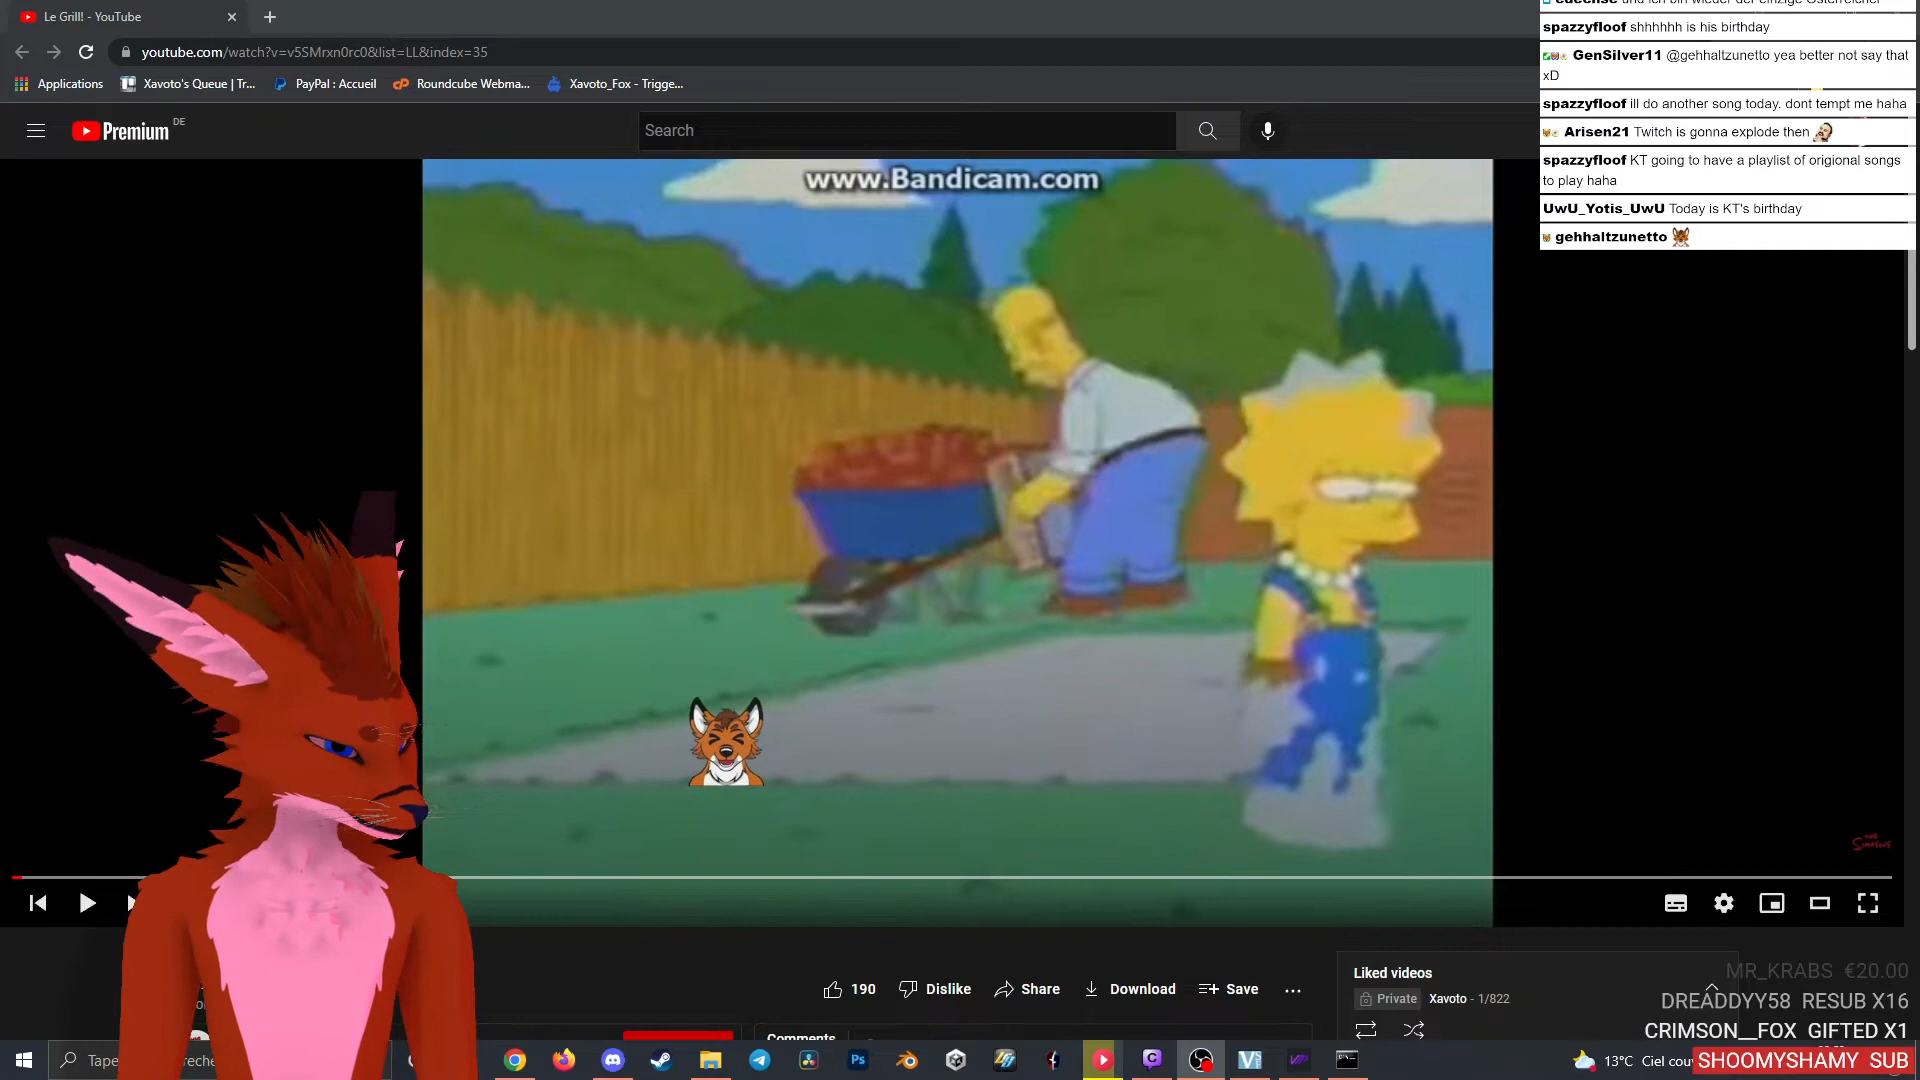 Le Grill! - YouTube
youtube.com/watch?v=v5SMrxn0rc0&list=LL&index=35
Applications
Xavoto's Queue | Tr...
PayPal : Accueil
Roundcube Webma...
Xavoto_Fox - Trigge...
Premium DE
Search
www.Bandicam.com
spazzyfloof shhhhhh is his birthday
GenSilver11 @gehhaltzunetto yea better not say that
xD
spazzyfloof ill do another song today. dont tempt me haha
Arisen21 Twitch is gonna explode then
spazzyfloof KT going to have a playlist of origional songs
to play haha
UwU_Yotis_UwU Today is KT's birthday
gehhaltzunetto
THE
SIMPSONS
190
Dislike
Share
Download
Save
Comments
Liked videos
Private
Xavoto - 1/822
MR_KRABS €20.00
DREADDYY58 RESUB X16
CRIMSON__FOX GIFTED X1
SHOOMYSHAMY SUB
Tape
13°C Ciel couv